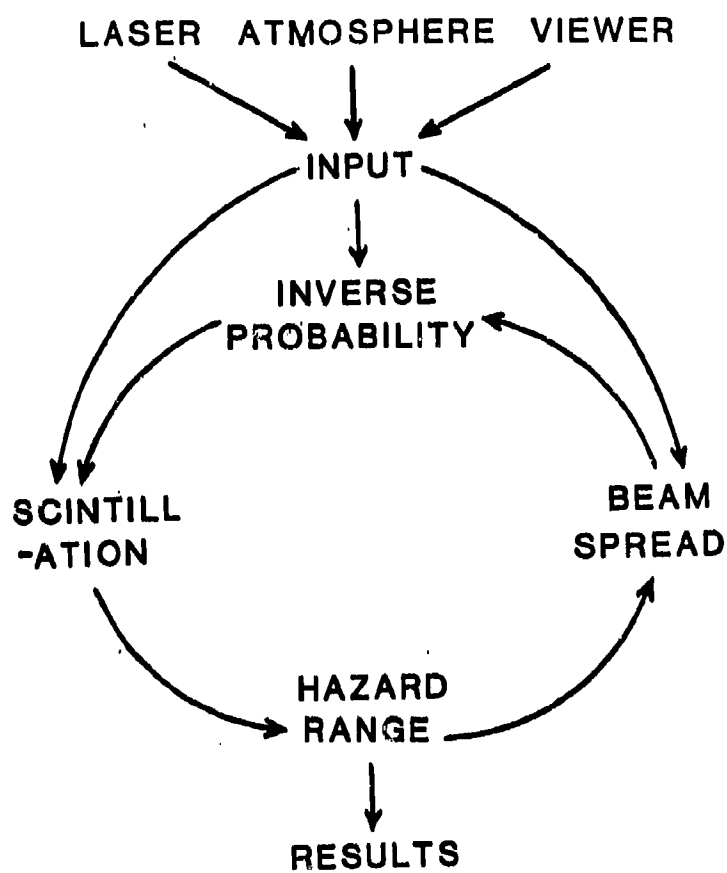 LASER ATMOSPHERE VIEWER
INPUT
INVERSE
PROBABILITY
SCINTILL
-ATION
BEAM
SPREAD
HAZARD
RANGE
RESULTS